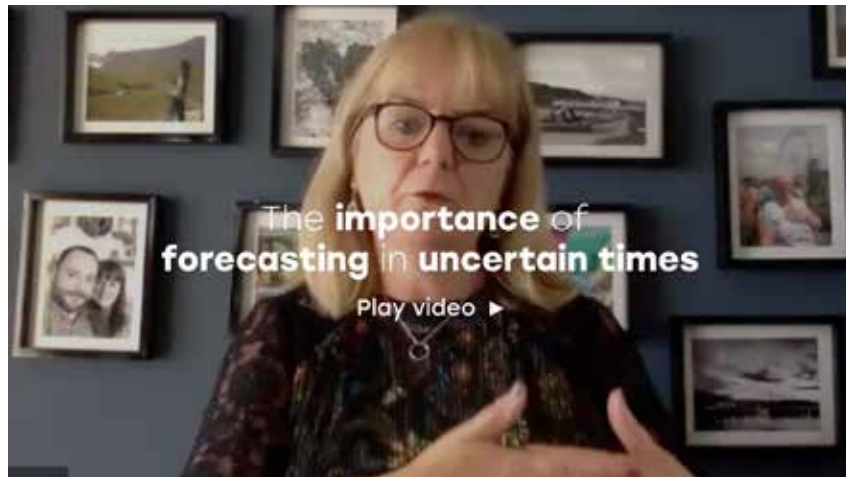 The importance of
forecasting in uncertain times
Play video ►